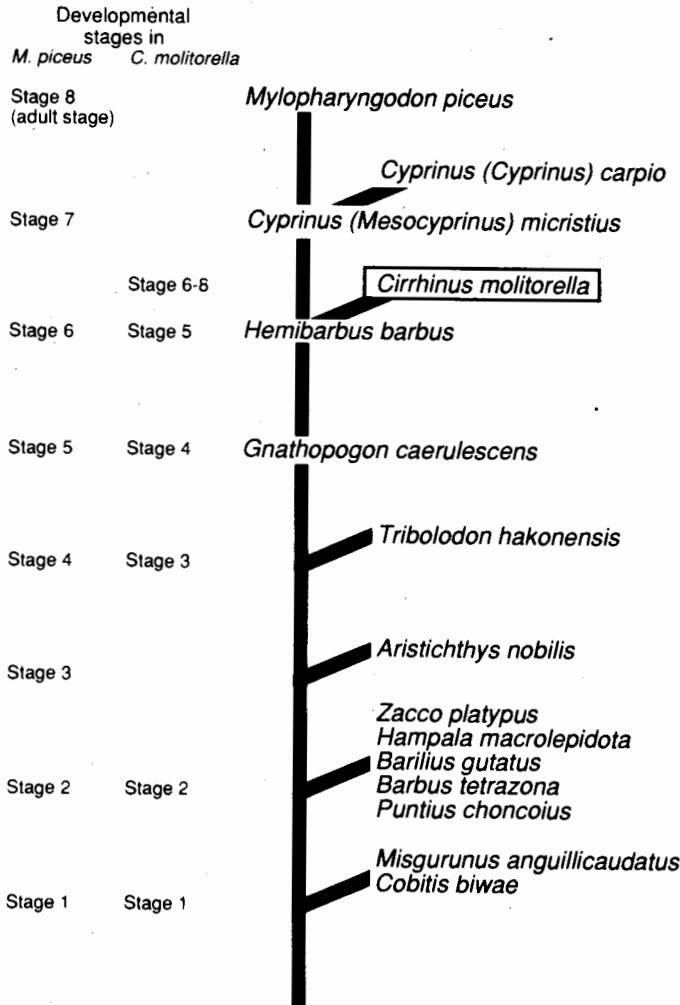 Developmental
stages in
M. piceus C. molitorella
Stage 8 Mylopharyngodon piceus
(adult stage)
Cyprinus (Cyprinus) carpio
Stage 7 Cyprinus (Mesocyprinus) micristius
Stage 6-8 Cirrhinus molitorella
Stage 6 Stage 5 Hemibarbus barbus
Stage 5 Stage 4 Gnathopogon caerulescens
Tribolodon hakonensis
Stage 4 Stage 3
Aristichthys nobilis
Stage 3
Zacco platypus
Hampala macrolepidota
Barilius gutatus
Stage 2 Stage 2 Barbus tetrazona
Puntius choncoius
Misgurunus anguillicaudatus
Cobitis biwae
Stage 1 Stage 1